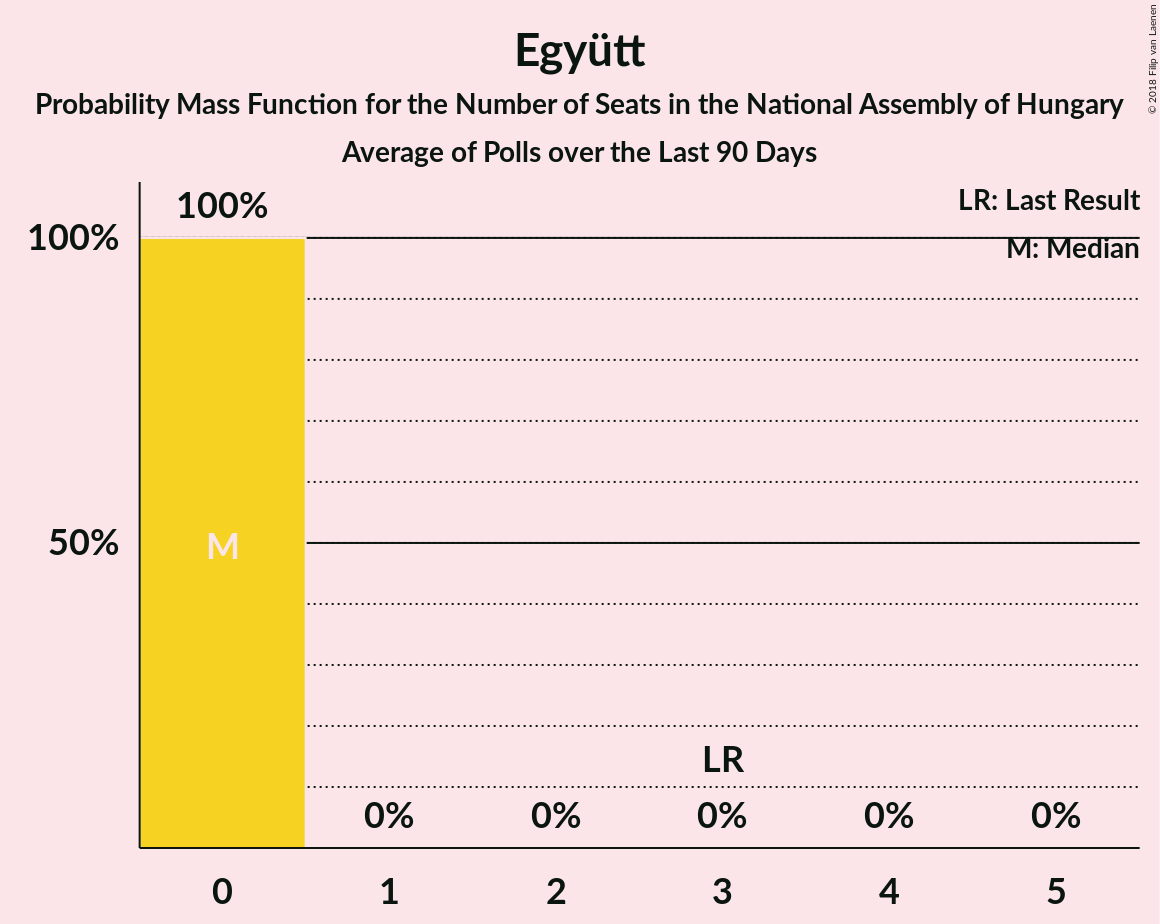 Együtt
Probability Mass Function for the Number of Seats in the National Assembly of Hungary
Average of Polls over the Last 90 Days
© 2018 Filip van Laenen
LR: Last Result
M: Median
100%
100%
50%
M
LR
0%
0%
0%
0%
0%
0
1
2
3
4
5